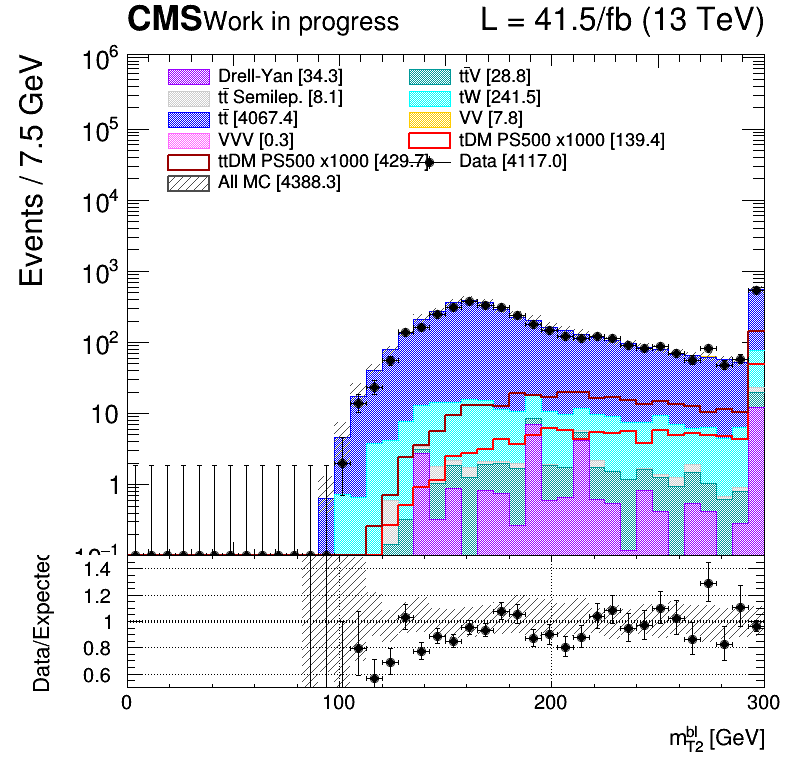 CMS Work in progress L = 41.5/fb (13 TeV)
Events / 7.5 GeV
10^6
10^5
10^4
10^3
10^2
10
1
10^-1
Drell-Yan [34.3]
tt̄ Semilep. [8.1]
tt̄ [4067.4]
VVV [0.3]
ttDM PS500 x1000 [429.7]
All MC [4388.3]
tt̄V [28.8]
tW [241.5]
VV [7.8]
tDM PS500 x1000 [139.4]
Data [4117.0]
Data/Expected
1.4
1.2
1
0.8
0.6
0 100 200 300
m_T2^bl [GeV]